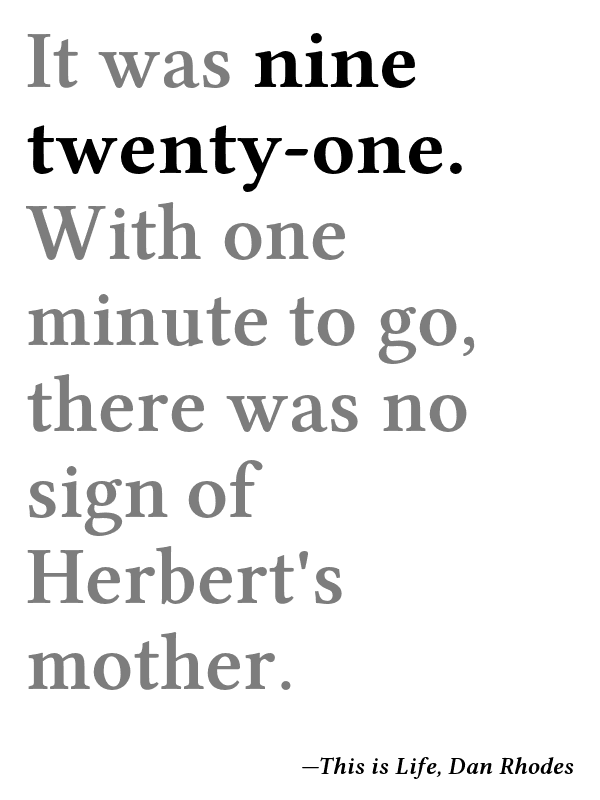 It was nine
twenty-one.
With one
minute to go,
there was no
sign of
Herbert's
mother.
—This is Life, Dan Rhodes